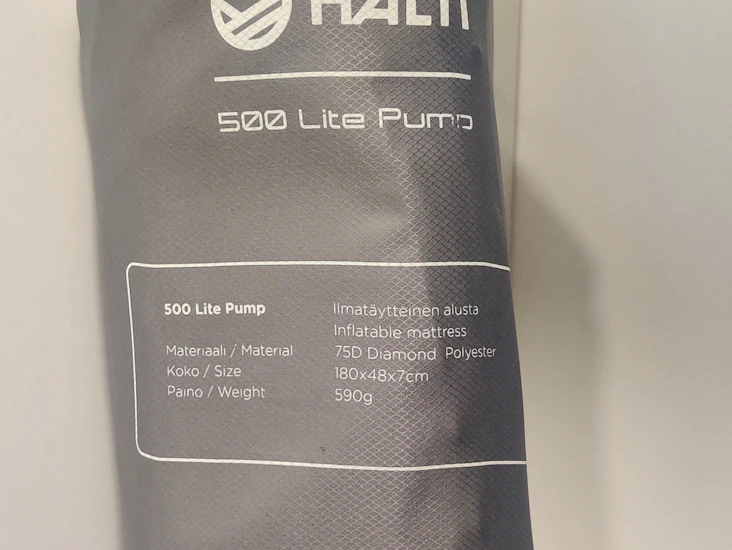 HALTI
500 Lite Pump
500 Lite Pump Ilmatäytteinen alusta
Inflatable mattress
Materiaali / Material 75D Diamond Polyester
Koko / Size 180x48x7cm
Paino / Weight 590g